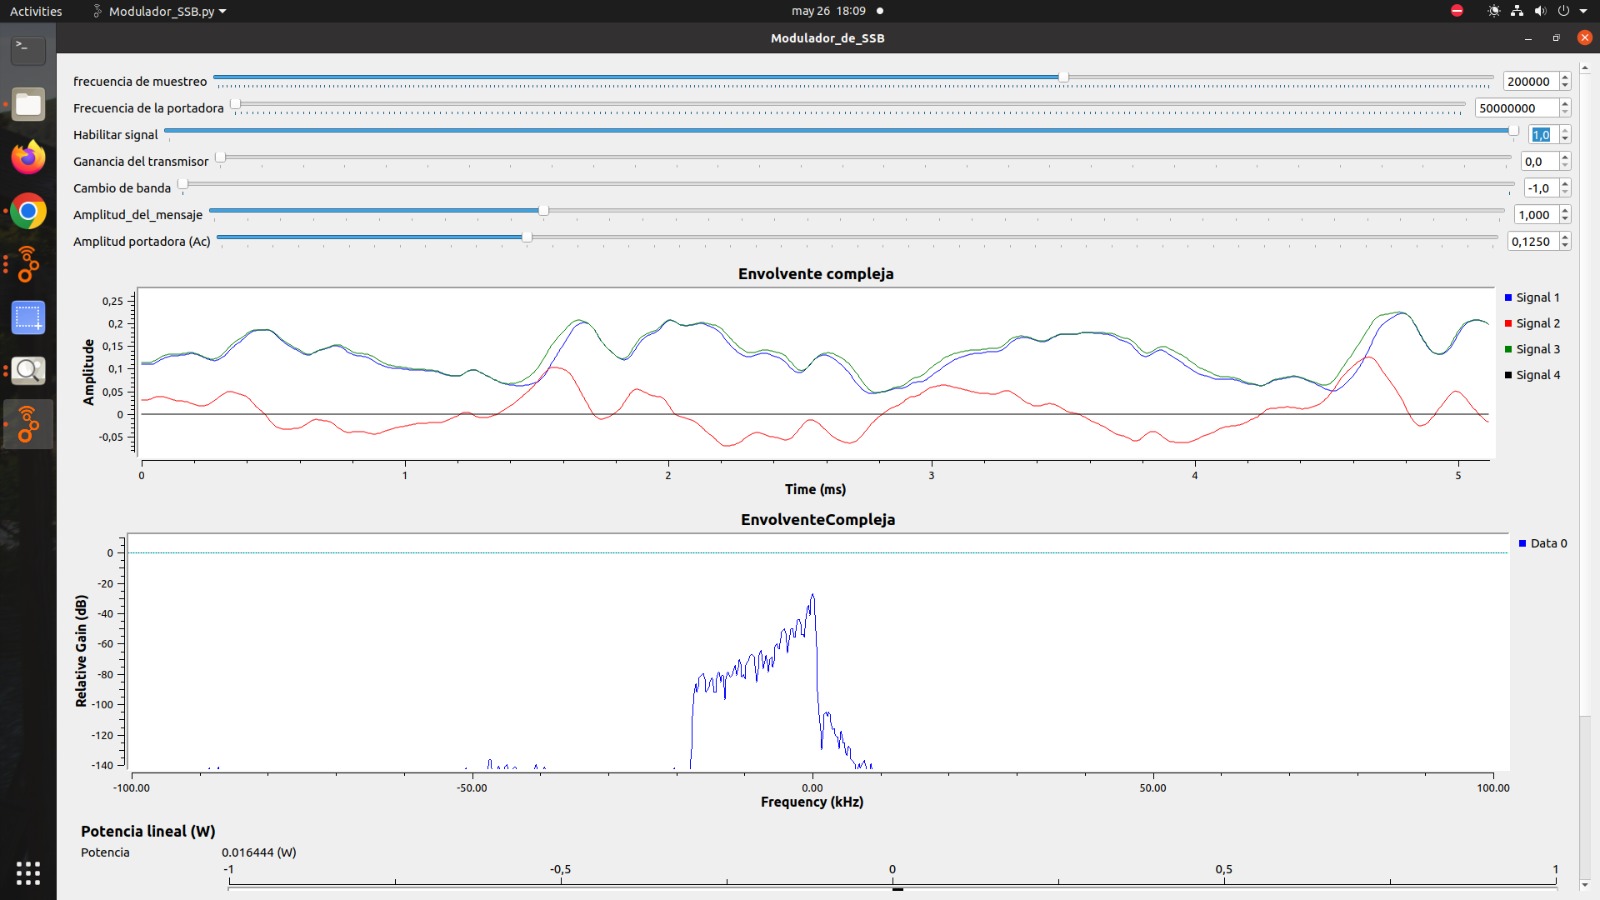 Activities Modulador_SSB.py may 26 18:09
Modulador_de_SSB
frecuencia de muestreo 200000
Frecuencia de la portadora 50000000
Habilitar signal 1,0
Ganancia del transmisor 0,0
Cambio de banda -1,0
Amplitud_del_mensaje 1,000
Amplitud portadora (Ac) 0,1250
Envolvente compleja
0,25
0,2
0,15
0,1
0,05
0
-0,05
Amplitude
Signal 1
Signal 2
Signal 3
Signal 4
0 1 2 3 4 5
Time (ms)
EnvolventeCompleja
0
-20
-40
-60
-80
-100
-120
-140
Relative Gain (dB)
Data 0
-100.00 -50.00 0.00 50.00 100.00
Frequency (kHz)
Potencia lineal (W)
Potencia 0.016444 (W)
-1 -0,5 0 0,5 1